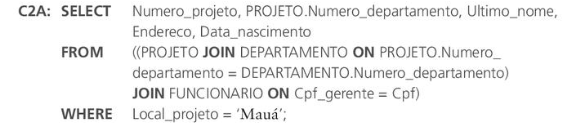 C2A: SELECT Numero_projeto, PROJETO.Numero_departamento, Ultimo_nome,
Endereco, Data_nascimento
FROM ((PROJETO JOIN DEPARTAMENTO ON PROJETO.Numero_
departamento = DEPARTAMENTO.Numero_departamento)
JOIN FUNCIONARIO ON Cpf_gerente = Cpf)
WHERE Local_projeto = ‘Mauá’;